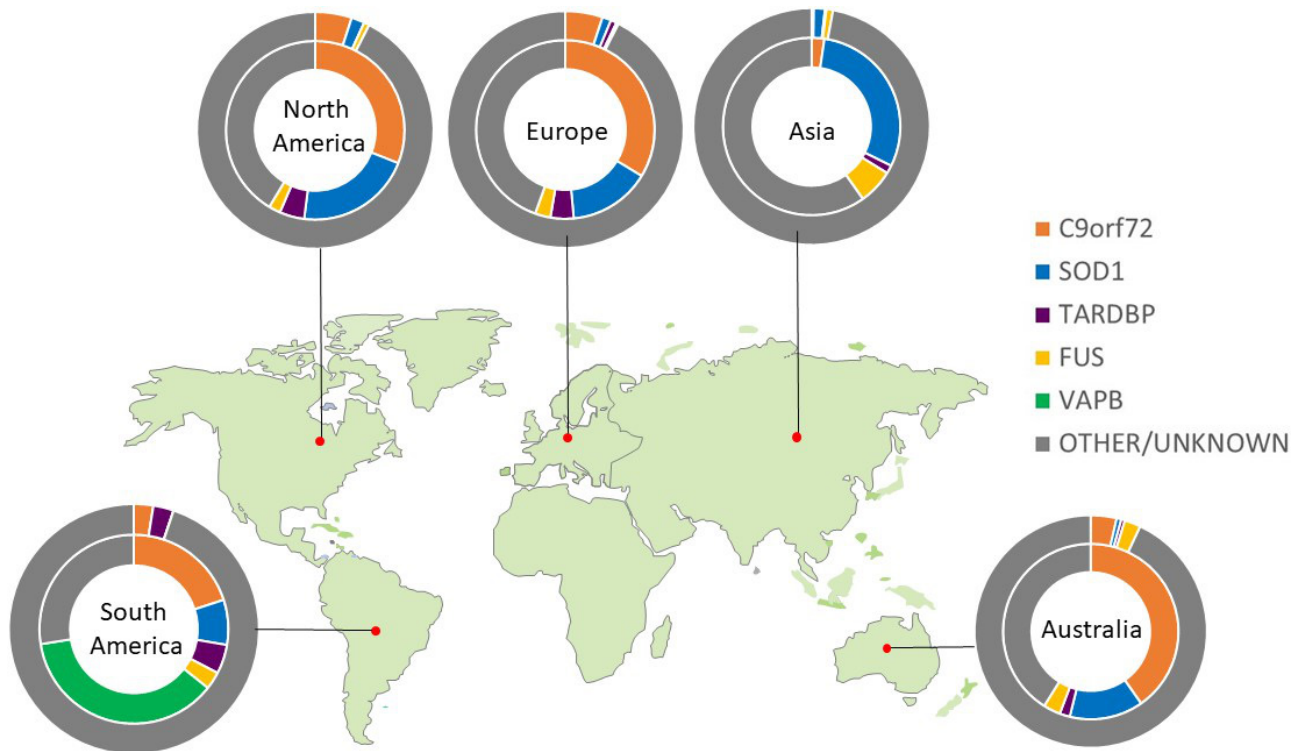 North
America
Europe
Asia
C9orf72
SOD1
TARDBP
FUS
VAPB
OTHER/UNKNOWN
South
America
Australia